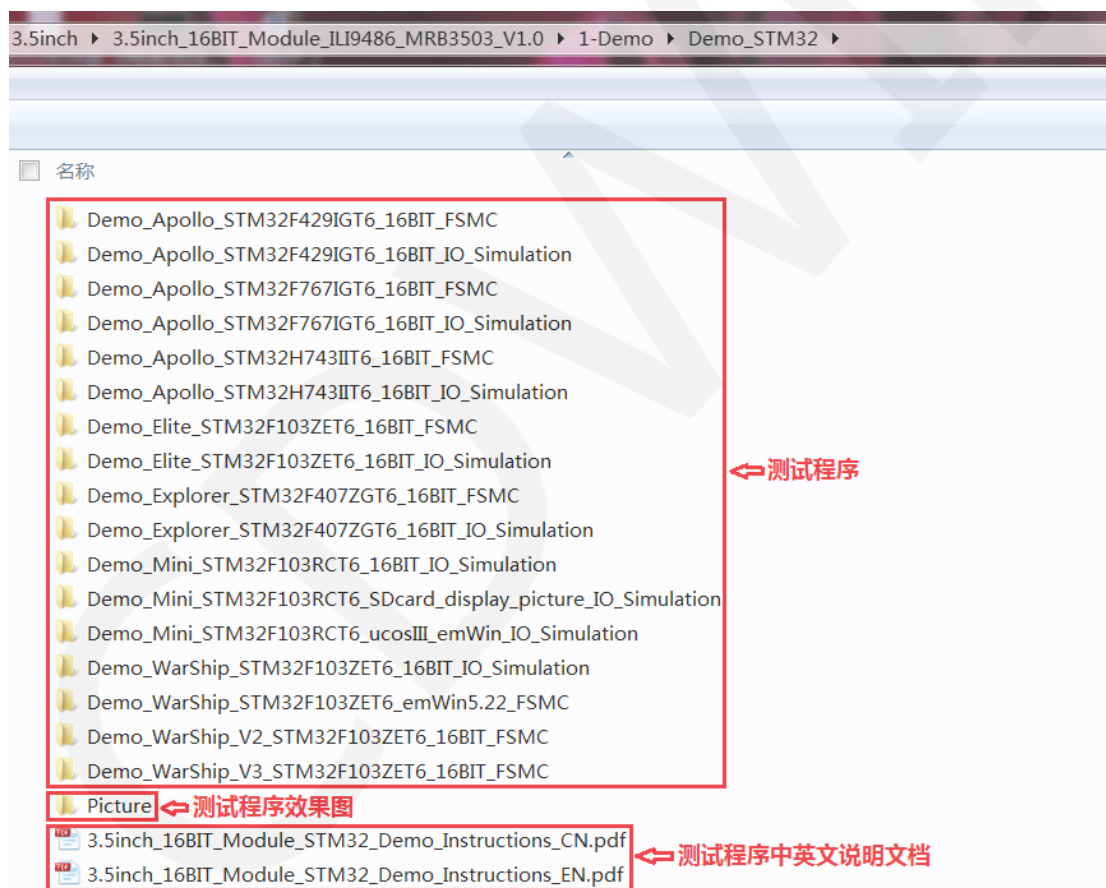 3.5inch ▸ 3.5inch_16BIT_Module_ILI9486_MRB3503_V1.0 ▸ 1-Demo ▸ Demo_STM32 ▸
名称
Demo_Apollo_STM32F429IGT6_16BIT_FSMC
Demo_Apollo_STM32F429IGT6_16BIT_IO_Simulation
Demo_Apollo_STM32F767IGT6_16BIT_FSMC
Demo_Apollo_STM32F767IGT6_16BIT_IO_Simulation
Demo_Apollo_STM32H743IIT6_16BIT_FSMC
Demo_Apollo_STM32H743IIT6_16BIT_IO_Simulation
Demo_Elite_STM32F103ZET6_16BIT_FSMC
Demo_Elite_STM32F103ZET6_16BIT_IO_Simulation
测试程序
Demo_Explorer_STM32F407ZGT6_16BIT_FSMC
Demo_Explorer_STM32F407ZGT6_16BIT_IO_Simulation
Demo_Mini_STM32F103RCT6_16BIT_IO_Simulation
Demo_Mini_STM32F103RCT6_SDcard_display_picture_IO_Simulation
Demo_Mini_STM32F103RCT6_ucosⅢ_emWin_IO_Simulation
Demo_WarShip_STM32F103ZET6_16BIT_IO_Simulation
Demo_WarShip_STM32F103ZET6_emWin5.22_FSMC
Demo_WarShip_V2_STM32F103ZET6_16BIT_FSMC
Demo_WarShip_V3_STM32F103ZET6_16BIT_FSMC
Picture 测试程序效果图
3.5inch_16BIT_Module_STM32_Demo_Instructions_CN.pdf
测试程序中英文说明文档
3.5inch_16BIT_Module_STM32_Demo_Instructions_EN.pdf